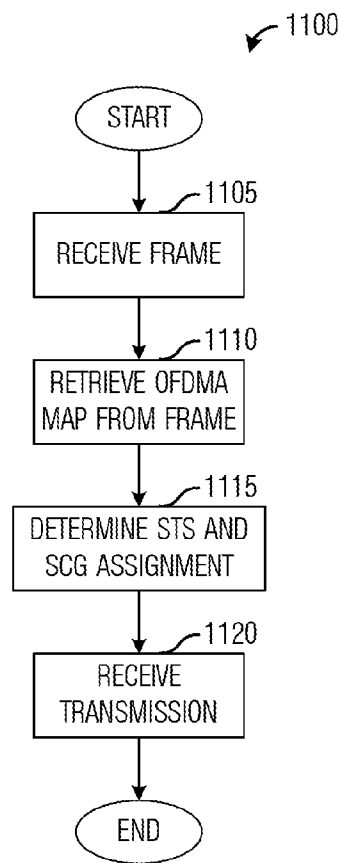 1100
START
1105
RECEIVE FRAME
1110
RETRIEVE OFDMA
MAP FROM FRAME
1115
DETERMINE STS AND
SCG ASSIGNMENT
1120
RECEIVE
TRANSMISSION
END